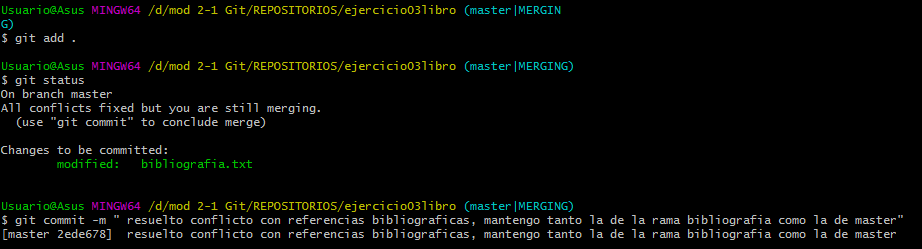 Usuario@Asus MINGW64 /d/mod 2-1 Git/REPOSITORIOS/ejercicio03libro (master|MERGIN
G)
$ git add .
Usuario@Asus MINGW64 /d/mod 2-1 Git/REPOSITORIOS/ejercicio03libro (master|MERGING)
$ git status
On branch master
All conflicts fixed but you are still merging.
  (use "git commit" to conclude merge)
Changes to be committed:
        modified:   bibliografia.txt
Usuario@Asus MINGW64 /d/mod 2-1 Git/REPOSITORIOS/ejercicio03libro (master|MERGING)
$ git commit -m " resuelto conflicto con referencias bibliograficas, mantengo tanto la de la rama bibliografia como la de master"
[master 2ede678]  resuelto conflicto con referencias bibliograficas, mantengo tanto la de la rama bibliografia como la de master